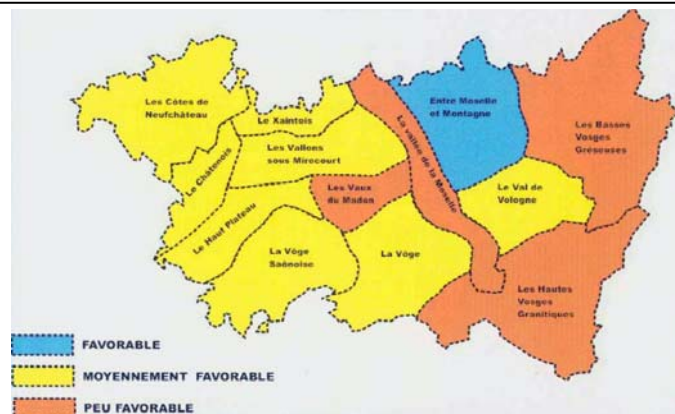 Les Côtes de
Neufchâteau
Le Xaintois
Les Vallons
sous Mirecourt
Le Châtenois
Le Haut Plateau
Les Vaux
du Madon
La Vôge
Saônoise
La Vôge
La vallée de la Moselle
Entre Moselle
et Montagne
Les Basses
Vosges
Gréseuses
Le Val de
Vologne
Les Hautes
Vosges
Granitiques
FAVORABLE
MOYENNEMENT FAVORABLE
PEU FAVORABLE